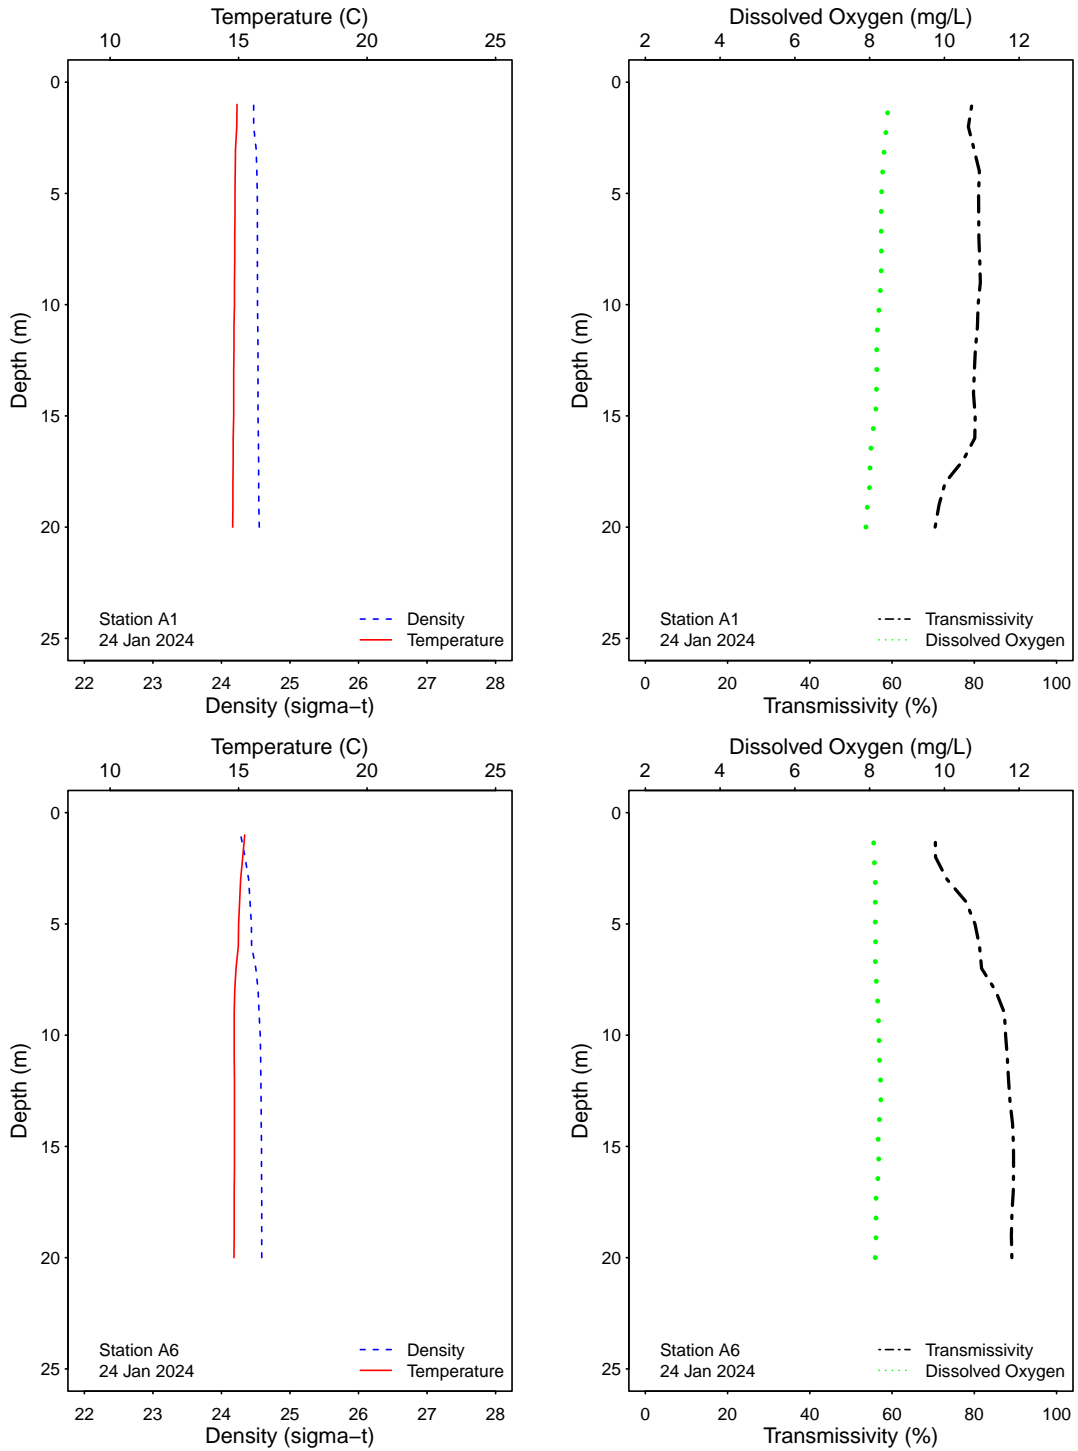 Temperature (C)
10 15 20 25
0
5
10
15
20
25
Depth (m)
Station A1
24 Jan 2024
Density
Temperature
22 23 24 25 26 27 28
Density (sigma−t)
Dissolved Oxygen (mg/L)
2 4 6 8 10 12
0
5
10
15
20
25
Depth (m)
Station A1
24 Jan 2024
Transmissivity
Dissolved Oxygen
0 20 40 60 80 100
Transmissivity (%)
Temperature (C)
10 15 20 25
0
5
10
15
20
25
Depth (m)
Station A6
24 Jan 2024
Density
Temperature
22 23 24 25 26 27 28
Density (sigma−t)
Dissolved Oxygen (mg/L)
2 4 6 8 10 12
0
5
10
15
20
25
Depth (m)
Station A6
24 Jan 2024
Transmissivity
Dissolved Oxygen
0 20 40 60 80 100
Transmissivity (%)